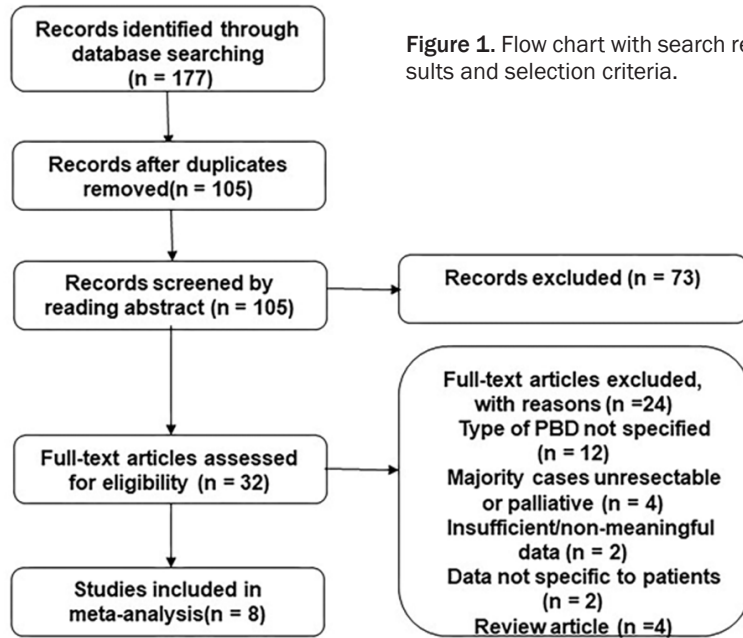 Records identified through
database searching
(n = 177)
Figure 1. Flow chart with search re-
sults and selection criteria.
Records after duplicates
removed(n = 105)
Records screened by
reading abstract (n = 105)
Records excluded (n = 73)
Full-text articles assessed
for eligibility (n = 32)
Full-text articles excluded,
with reasons (n =24)
Type of PBD not specified
(n = 12)
Majority cases unresectable
or palliative (n = 4)
Insufficient/non-meaningful
data (n = 2)
Data not specific to patients
(n = 2)
Review article (n =4)
Studies included in
meta-analysis(n = 8)